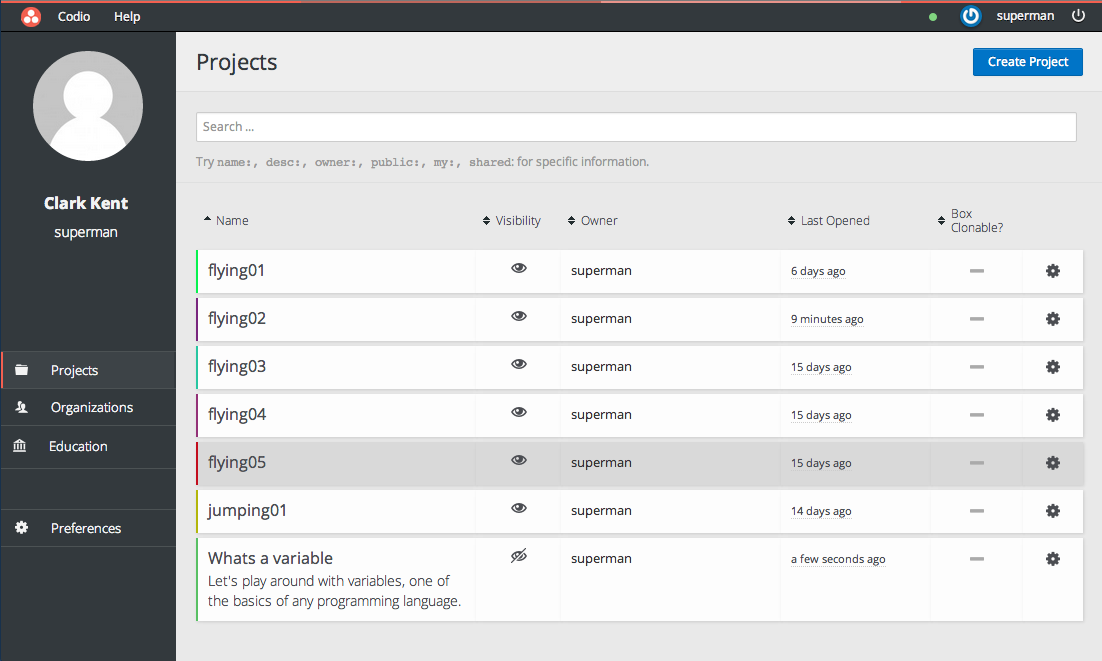 Codio Help superman
Projects
Create Project
Search ...
Try name:, desc:, owner:, public:, my:, shared: for specific information.
Clark Kent
superman
Projects
Organizations
Education
Preferences
Name Visibility Owner Last Opened Box
Clonable?
flying01 superman 6 days ago
flying02 superman 9 minutes ago
flying03 superman 15 days ago
flying04 superman 15 days ago
flying05 superman 15 days ago
jumping01 superman 14 days ago
Whats a variable superman a few seconds ago
Let's play around with variables, one of
the basics of any programming language.